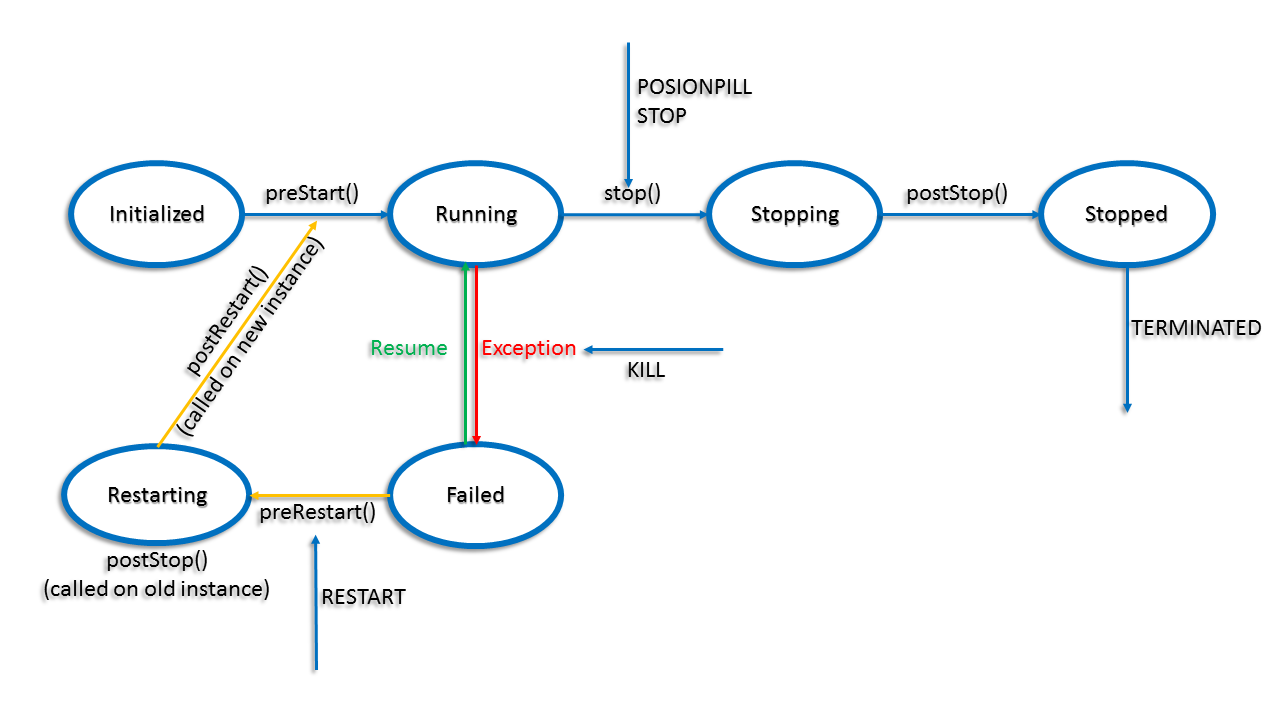 POSIONPILL
STOP
preStart()
stop()
postStop()
Initialized
Running
Stopping
Stopped
postRestart()
(called on new instance)
Resume
Exception
KILL
TERMINATED
Restarting
preRestart()
Failed
postStop()
(called on old instance)
RESTART